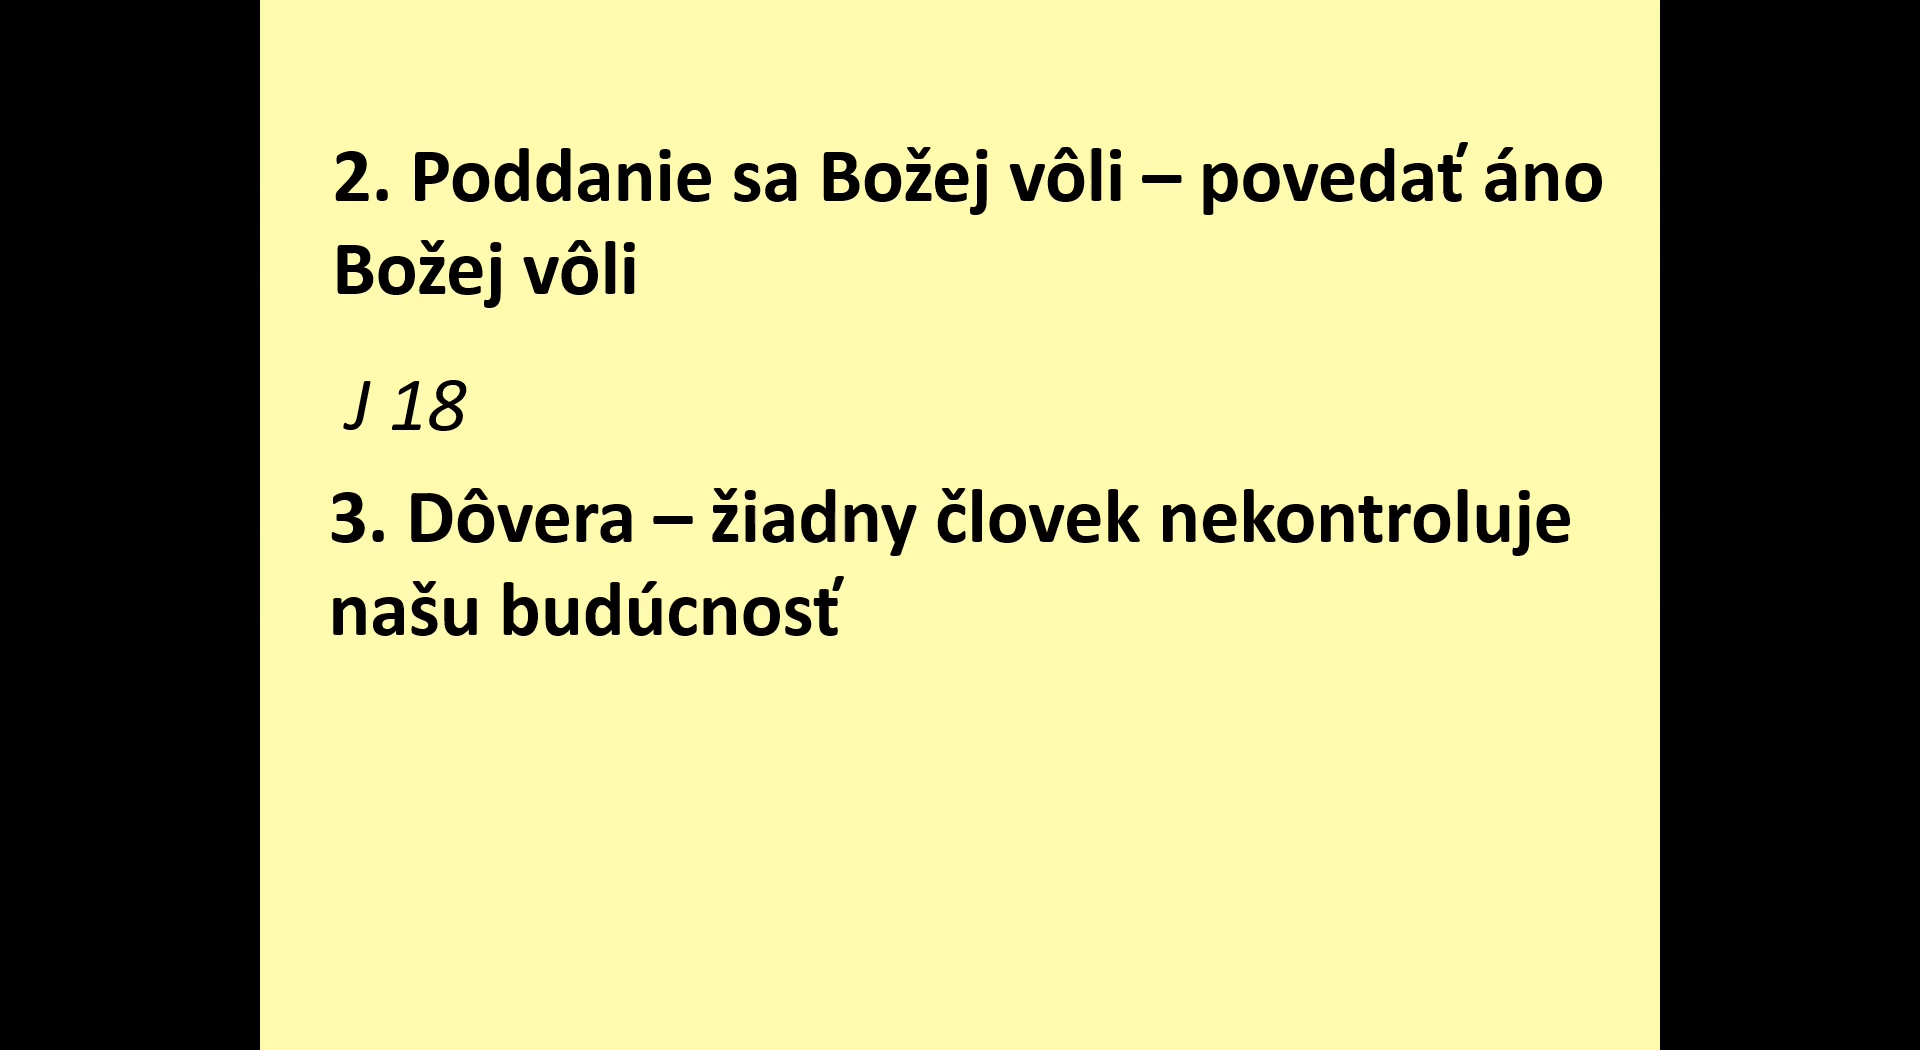 2. Poddanie sa Božej vôli – povedať áno
Božej vôli
J 18
3. Dôvera – žiadny človek nekontroluje
našu budúcnosť